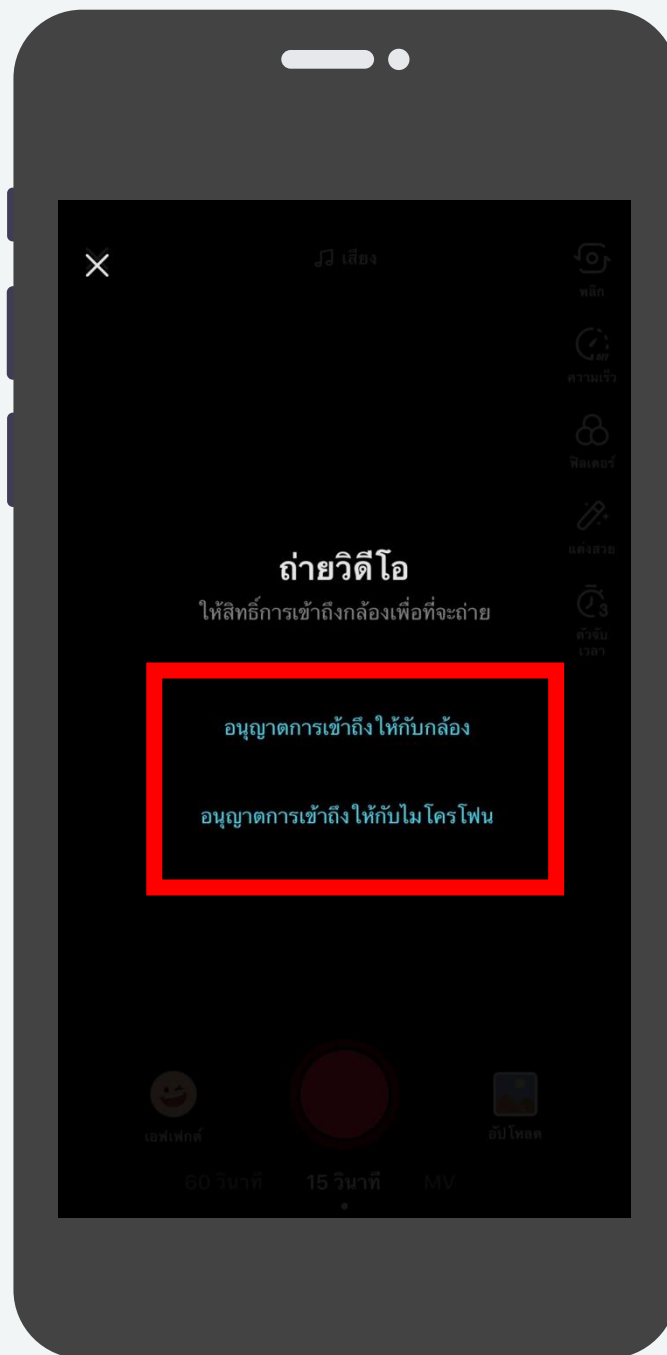 เสียง
พลิก
ความเร็ว
ฟิลเตอร์
แต่งสวย
ตัวจับ
เวลา
ถ่ายวิดีโอ
ให้สิทธิ์การเข้าถึงกล้องเพื่อที่จะถ่าย
อนุญาตการเข้าถึงให้กับกล้อง
อนุญาตการเข้าถึงให้กับไมโครโฟน
เอฟเฟกต์
อัปโหลด
60 วินาที 15 วินาที MV